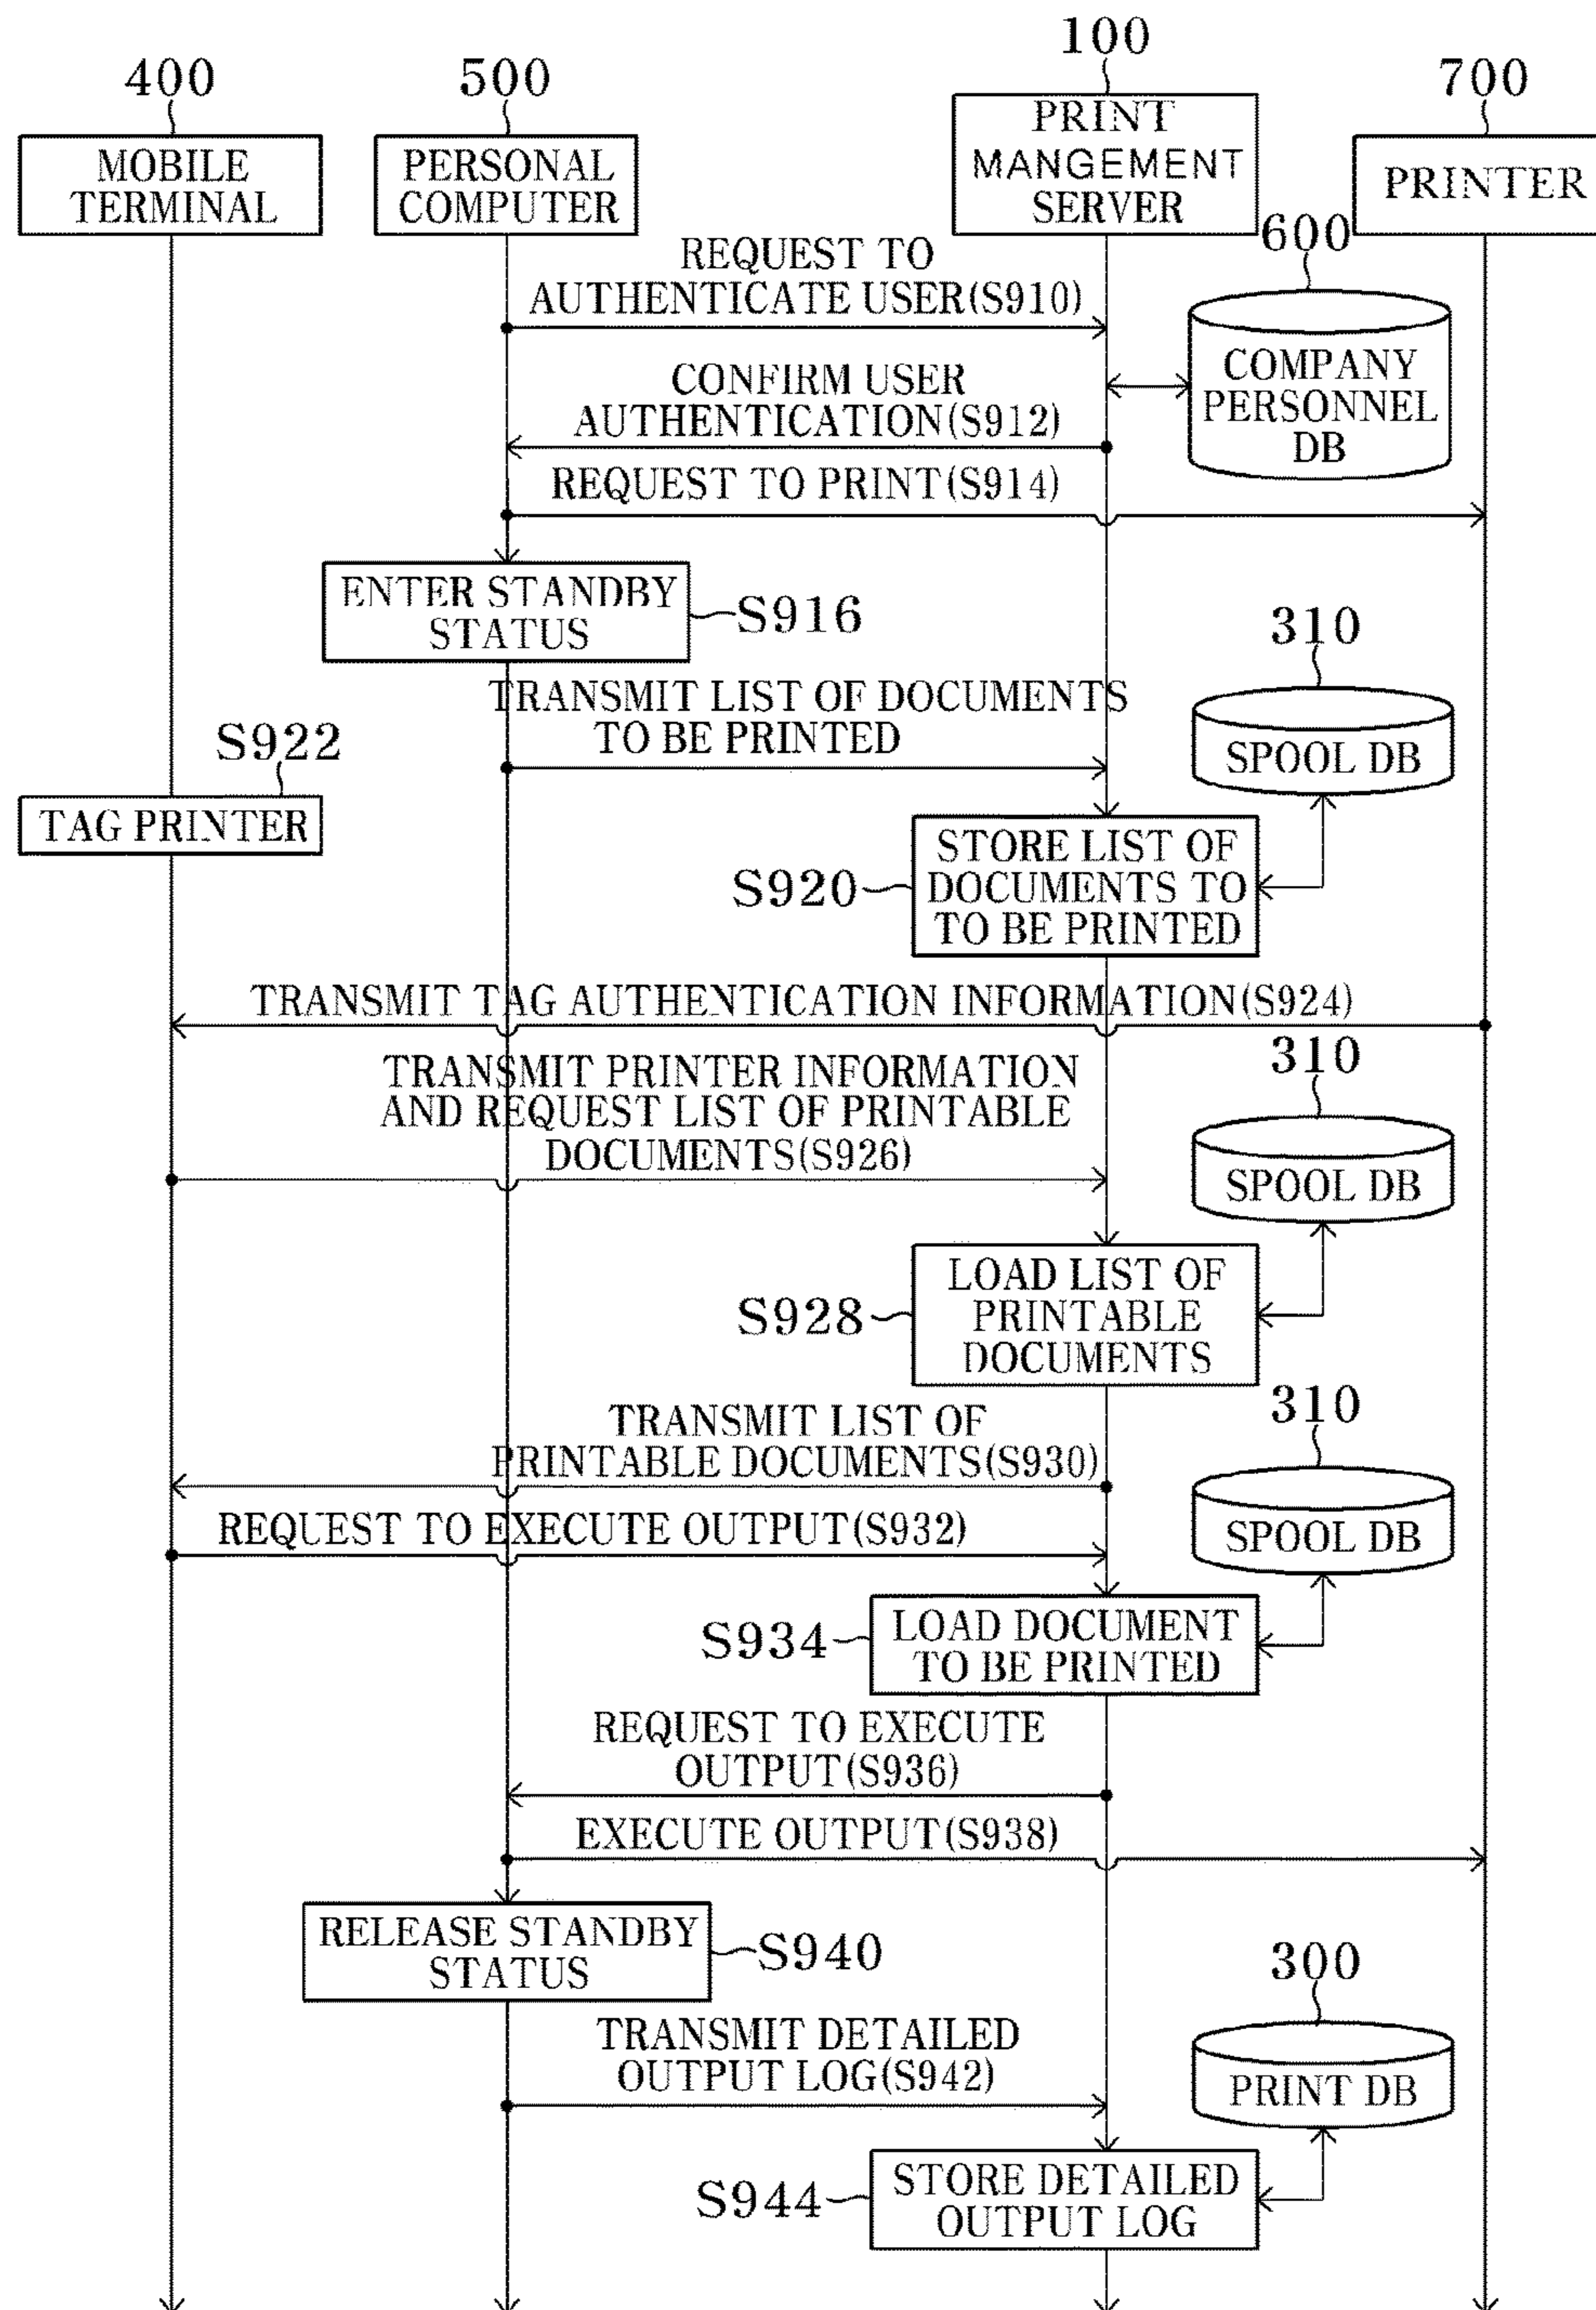 400
500
100
700
MOBILE
TERMINAL
PERSONAL
COMPUTER
PRINT
MANGEMENT
SERVER
PRINTER
600
REQUEST TO
AUTHENTICATE USER(S910)
COMPANY
PERSONNEL
DB
CONFIRM USER
AUTHENTICATION(S912)
REQUEST TO PRINT(S914)
ENTER STANDBY
STATUS
S916
310
SPOOL DB
TRANSMIT LIST OF DOCUMENTS
TO BE PRINTED
S922
TAG PRINTER
S920
STORE LIST OF
DOCUMENTS TO
TO BE PRINTED
TRANSMIT TAG AUTHENTICATION INFORMATION(S924)
310
SPOOL DB
TRANSMIT PRINTER INFORMATION
AND REQUEST LIST OF PRINTABLE
DOCUMENTS(S926)
S928
LOAD LIST OF
PRINTABLE
DOCUMENTS
310
SPOOL DB
TRANSMIT LIST OF
PRINTABLE DOCUMENTS(S930)
REQUEST TO EXECUTE OUTPUT(S932)
S934
LOAD DOCUMENT
TO BE PRINTED
REQUEST TO EXECUTE
OUTPUT(S936)
EXECUTE OUTPUT(S938)
RELEASE STANDBY
STATUS
S940
300
PRINT DB
TRANSMIT DETAILED
OUTPUT LOG(S942)
S944
STORE DETAILED
OUTPUT LOG